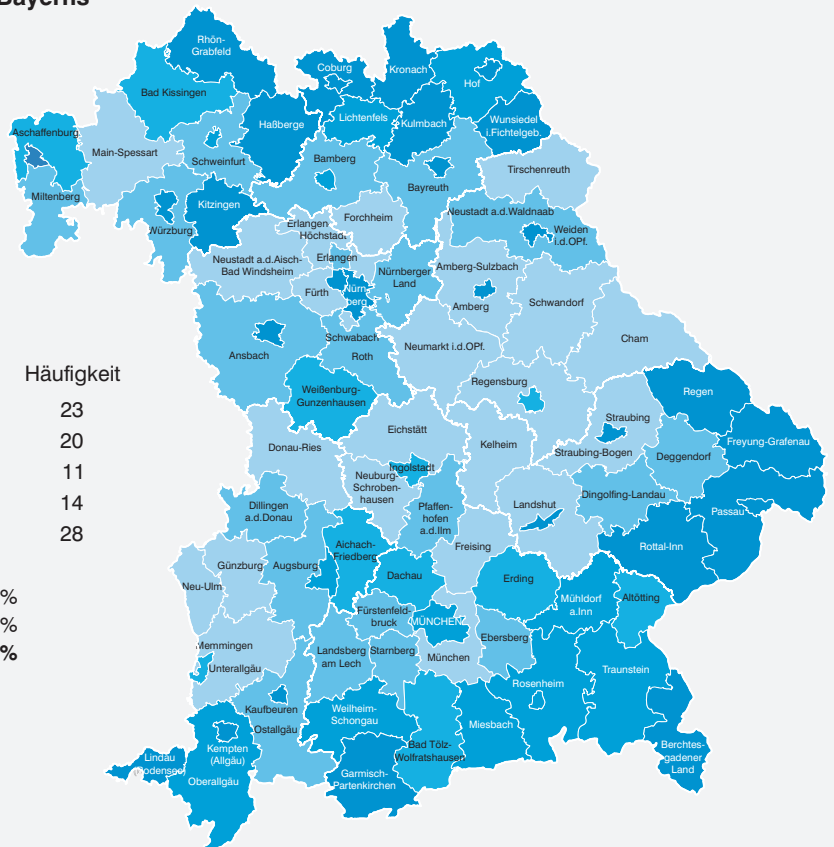 Bayerns
Rhön-
Grabfeld
Coburg
Kronach
Hof
Bad Kissingen
Lichtenfels
Kulmbach
Wunsiedel
i.Fichtelgeb.
Aschaffenburg
Haßberge
Main-Spessart
Schweinfurt
Bamberg
Bayreuth
Tirschenreuth
Miltenberg
Kitzingen
Würzburg
Forchheim
Neustadt a.d.Waldnaab
Erlangen-
Höchstadt
Weiden
i.d.OPf.
Neustadt a.d.Aisch-
Bad Windsheim
Erlangen
Nürnberger
Land
Amberg-Sulzbach
Fürth
Nürn-
berg
Amberg
Schwandorf
Ansbach
Schwabach
Roth
Neumarkt i.d.OPf.
Cham
Häufigkeit
23
20
11
14
28
Weißenburg-
Gunzenhausen
Regensburg
Regen
Eichstätt
Straubing
Freyung-Grafenau
Donau-Ries
Kelheim
Straubing-Bogen
Deggendorf
Ingolstadt
Neuburg-
Schroben-
hausen
Dillingen
a.d.Donau
Pfaffen-
hofen
a.d.Ilm
Landshut
Dingolfing-Landau
Passau
Aichach-
Friedberg
Freising
Rottal-Inn
Günzburg
Augsburg
Neu-Ulm
Dachau
Erding
Mühldorf
a.Inn
Altötting
%
%
%
Fürstenfeld-
bruck
MÜNCHEN
Ebersberg
Memmingen
Unterallgäu
Landsberg
am Lech
Starnberg
München
Rosenheim
Traunstein
Kaufbeuren
Ostallgäu
Weilheim-
Schongau
Bad Tölz-
Wolfratshausen
Miesbach
Kempten
(Allgäu)
Oberallgäu
Lindau
(Bodensee)
Garmisch-
Partenkirchen
Berchtes-
gadener
Land